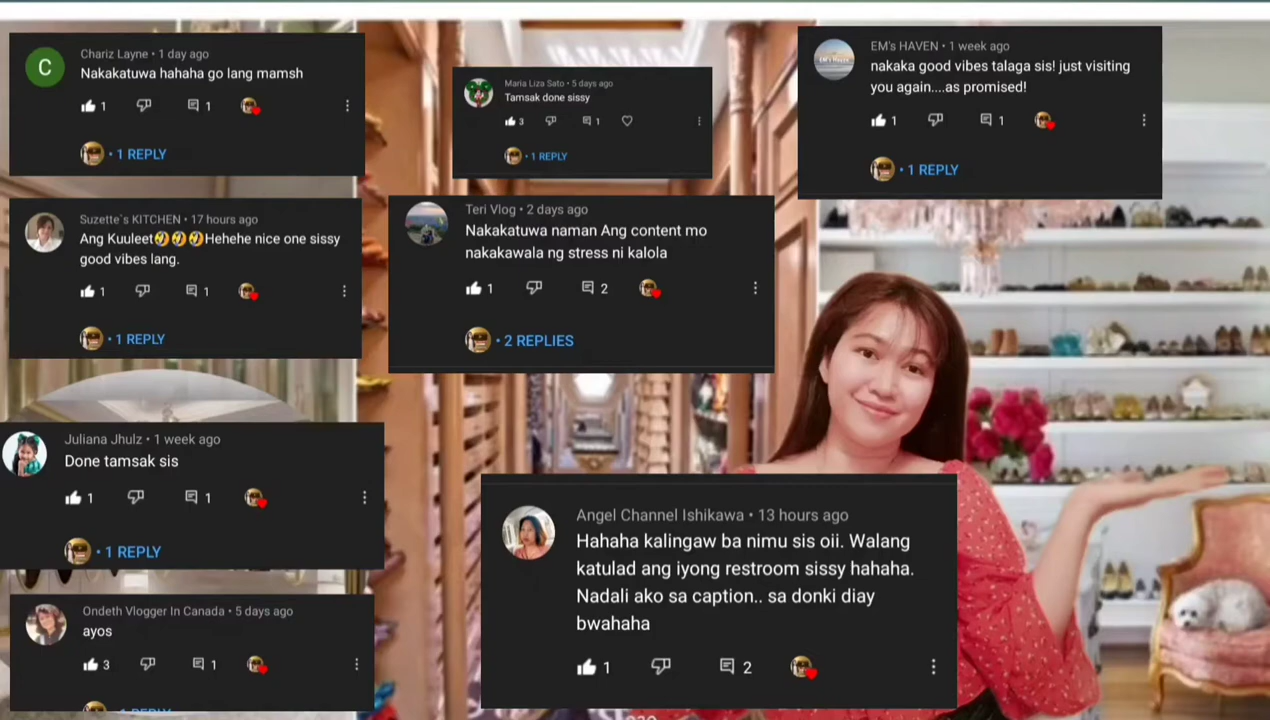 Chariz Layne • 1 day ago
Nakakatuwa hahaha go lang mamsh
1
1
• 1 REPLY
Suzette`s KITCHEN • 17 hours ago
Ang Kuuleet🤣🤣🤣Hehehe nice one sissy
good vibes lang.
1
1
• 1 REPLY
Juliana Jhulz • 1 week ago
Done tamsak sis
1
1
• 1 REPLY
Ondeth Vlogger In Canada • 5 days ago
ayos
3
1
• 1 REPLY
Maria Liza Sato • 5 days ago
Tamsak done sissy
3
1
• 1 REPLY
Teri Vlog • 2 days ago
Nakakatuwa naman Ang content mo
nakakawala ng stress ni kalola
1
2
• 2 REPLIES
EM's HAVEN • 1 week ago
nakaka good vibes talaga sis! just visiting
you again....as promised!
1
1
• 1 REPLY
Angel Channel Ishikawa • 13 hours ago
Hahaha kalingaw ba nimu sis oii. Walang
katulad ang iyong restroom sissy hahaha.
Nadali ako sa caption.. sa donki diay
bwahaha
1
2
C